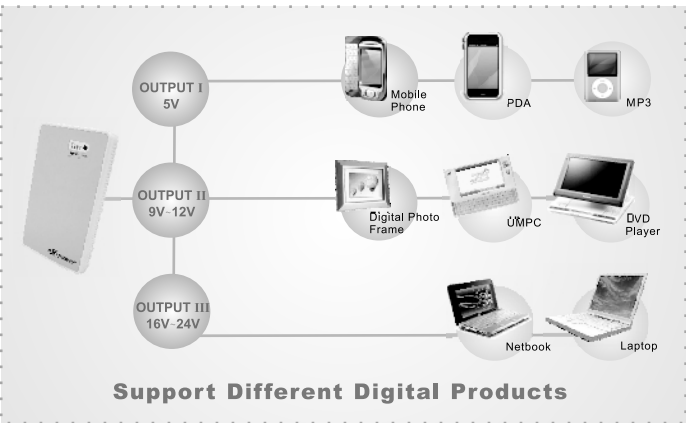 OUTPUT I
5V
Mobile
Phone
PDA
MP3
OUTPUT II
9V-12V
Digital Photo
Frame
UMPC
DVD
Player
OUTPUT III
16V-24V
Netbook
Laptop
Support Different Digital Products